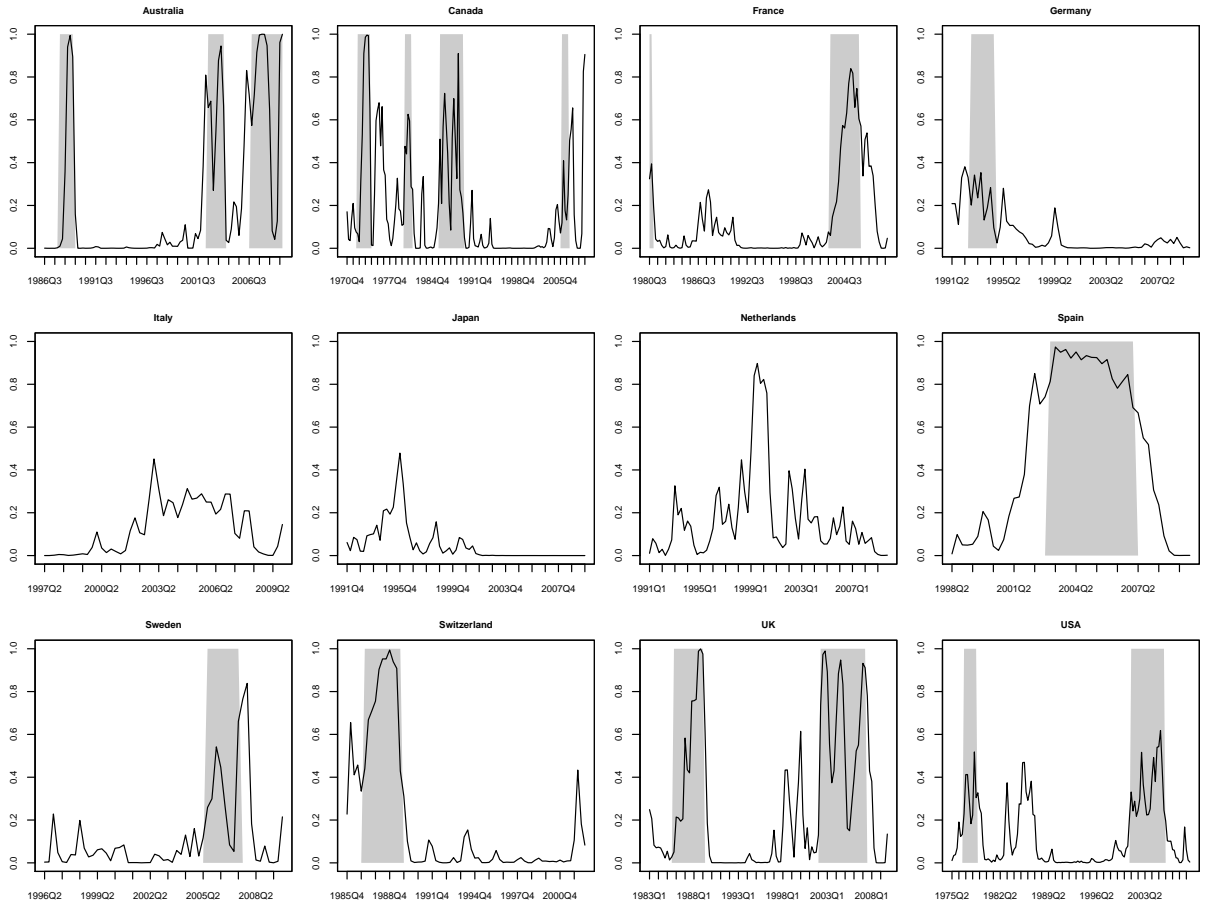 Australia Canada France Germany
0.0 0.2 0.4 0.6 0.8 1.0 0.0 0.2 0.4 0.6 0.8 1.0 0.0 0.2 0.4 0.6 0.8 1.0 0.0 0.2 0.4 0.6 0.8 1.0
1986Q3 1991Q3 1996Q3 2001Q3 2006Q3 1970Q4 1977Q4 1984Q4 1991Q4 1998Q4 2005Q4 1980Q3 1986Q3 1992Q3 1998Q3 2004Q3 1991Q2 1995Q2 1999Q2 2003Q2 2007Q2
Italy Japan Netherlands Spain
0.0 0.2 0.4 0.6 0.8 1.0 0.0 0.2 0.4 0.6 0.8 1.0 0.0 0.2 0.4 0.6 0.8 1.0 0.0 0.2 0.4 0.6 0.8 1.0
1997Q2 2000Q2 2003Q2 2006Q2 2009Q2 1991Q4 1995Q4 1999Q4 2003Q4 2007Q4 1991Q1 1995Q1 1999Q1 2003Q1 2007Q1 1998Q2 2001Q2 2004Q2 2007Q2
Sweden Switzerland UK USA
0.0 0.2 0.4 0.6 0.8 1.0 0.0 0.2 0.4 0.6 0.8 1.0 0.0 0.2 0.4 0.6 0.8 1.0 0.0 0.2 0.4 0.6 0.8 1.0
1996Q2 1999Q2 2002Q2 2005Q2 2008Q2 1985Q4 1988Q4 1991Q4 1994Q4 1997Q4 2000Q4 1983Q1 1988Q1 1993Q1 1998Q1 2003Q1 2008Q1 1975Q2 1982Q2 1989Q2 1996Q2 2003Q2